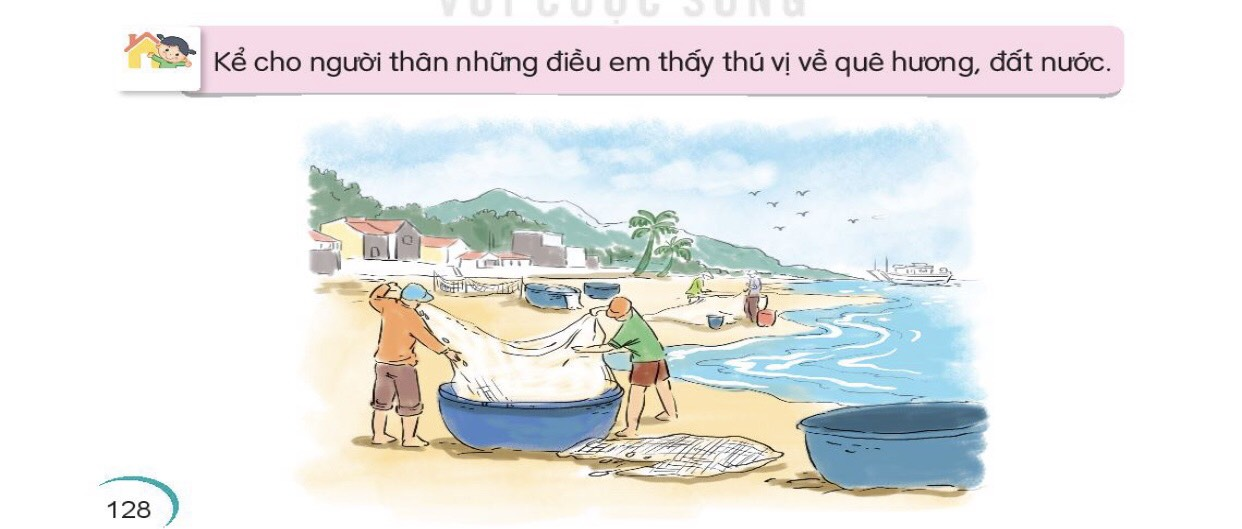 Kể cho người thân những điều em thấy thú vị về quê hương, đất nước.
128